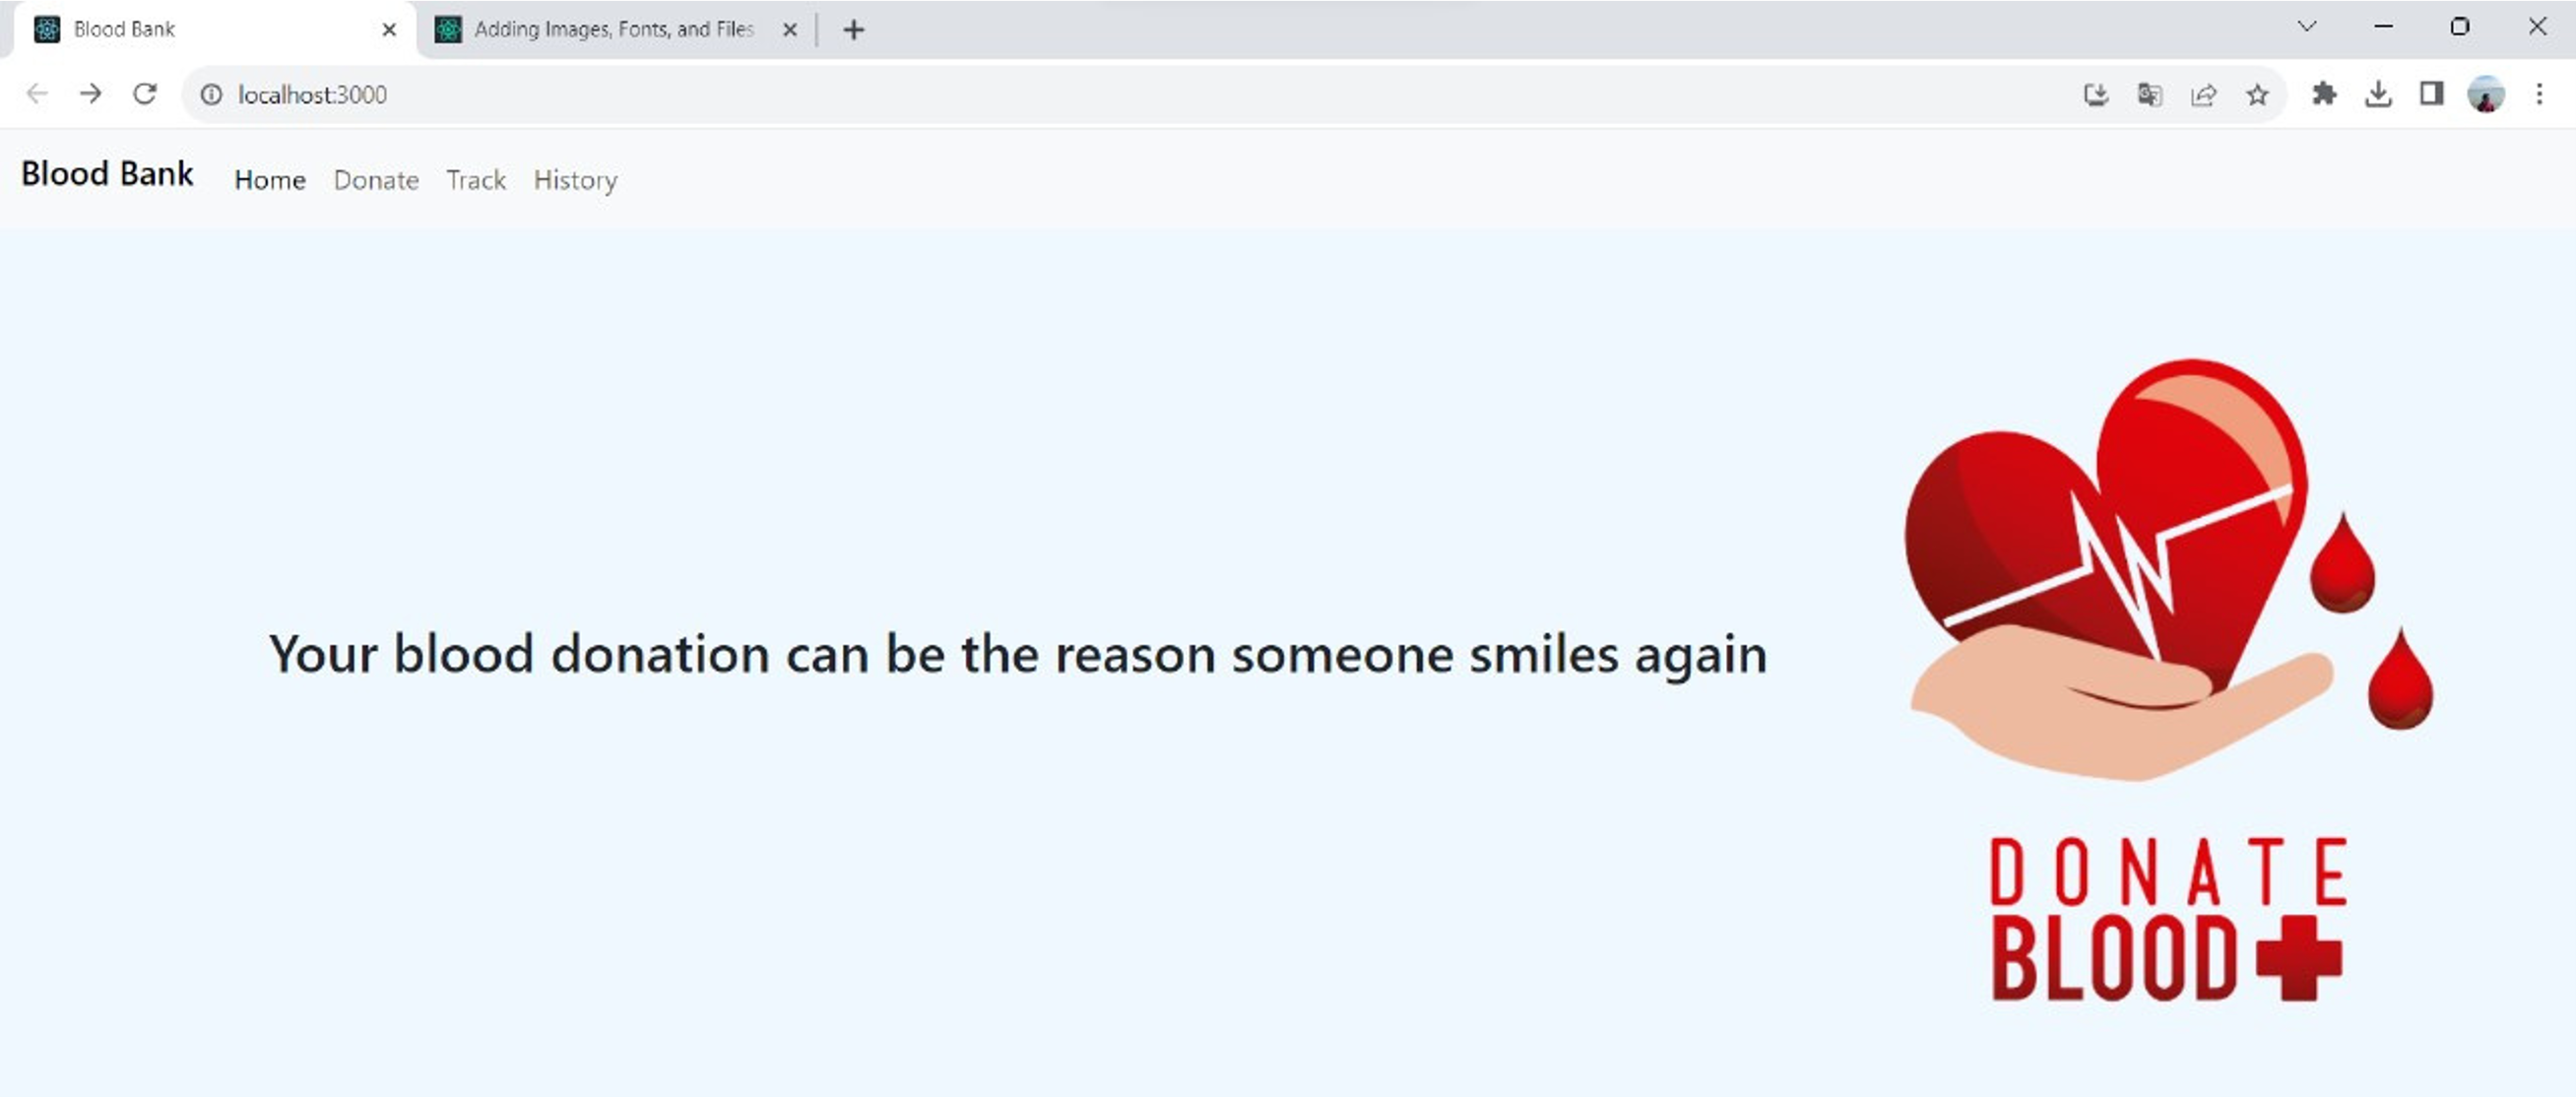 Blood Bank
Adding Images, Fonts, and Files
localhost:3000
Blood Bank Home Donate Track History
Your blood donation can be the reason someone smiles again
DONATE
BLOOD